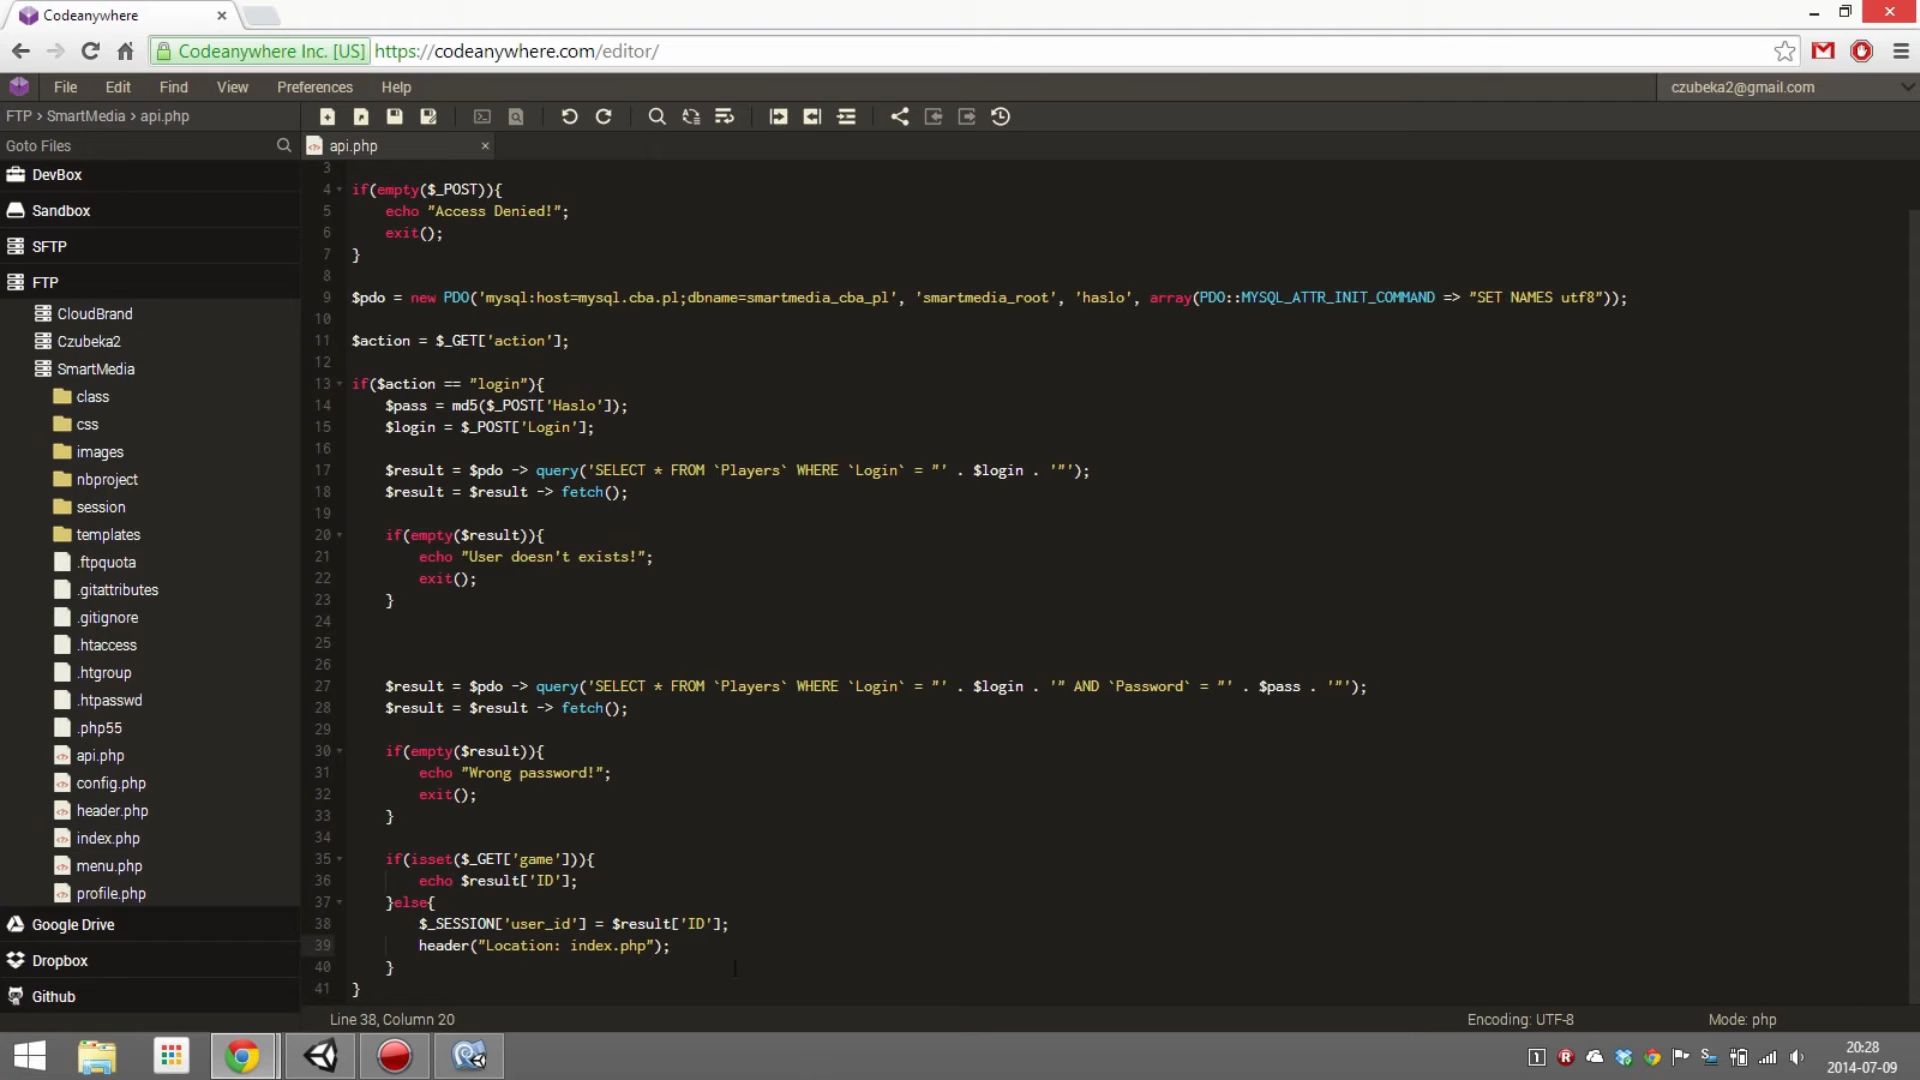 Codeanywhere
Codeanywhere Inc. [US] https://codeanywhere.com/editor/
File Edit Find View Preferences Help czubeka2@gmail.com
FTP > SmartMedia > api.php
Goto Files
api.php
DevBox
Sandbox
SFTP
FTP
CloudBrand
Czubeka2
SmartMedia
class
css
images
nbproject
session
templates
.ftpquota
.gitattributes
.gitignore
.htaccess
.htgroup
.htpasswd
.php55
api.php
config.php
header.php
index.php
menu.php
profile.php
Google Drive
Dropbox
Github
3
4 if(empty($_POST)){
5 echo "Access Denied!";
6 exit();
7 }
8
9 $pdo = new PDO('mysql:host=mysql.cba.pl;dbname=smartmedia_cba_pl', 'smartmedia_root', 'haslo', array(PDO::MYSQL_ATTR_INIT_COMMAND => "SET NAMES utf8"));
10
11 $action = $_GET['action'];
12
13 if($action == "login"){
14 $pass = md5($_POST['Haslo']);
15 $login = $_POST['Login'];
16
17 $result = $pdo -> query('SELECT * FROM `Players` WHERE `Login` = "' . $login . '"');
18 $result = $result -> fetch();
19
20 if(empty($result)){
21 echo "User doesn't exists!";
22 exit();
23 }
24
25
26
27 $result = $pdo -> query('SELECT * FROM `Players` WHERE `Login` = "' . $login . '" AND `Password` = "' . $pass . '"');
28 $result = $result -> fetch();
29
30 if(empty($result)){
31 echo "Wrong password!";
32 exit();
33 }
34
35 if(isset($_GET['game'])){
36 echo $result['ID'];
37 }else{
38 $_SESSION['user_id'] = $result['ID'];
39 header("Location: index.php");
40 }
41 }
Line 38, Column 20 Encoding: UTF-8 Mode: php
20:28
2014-07-09